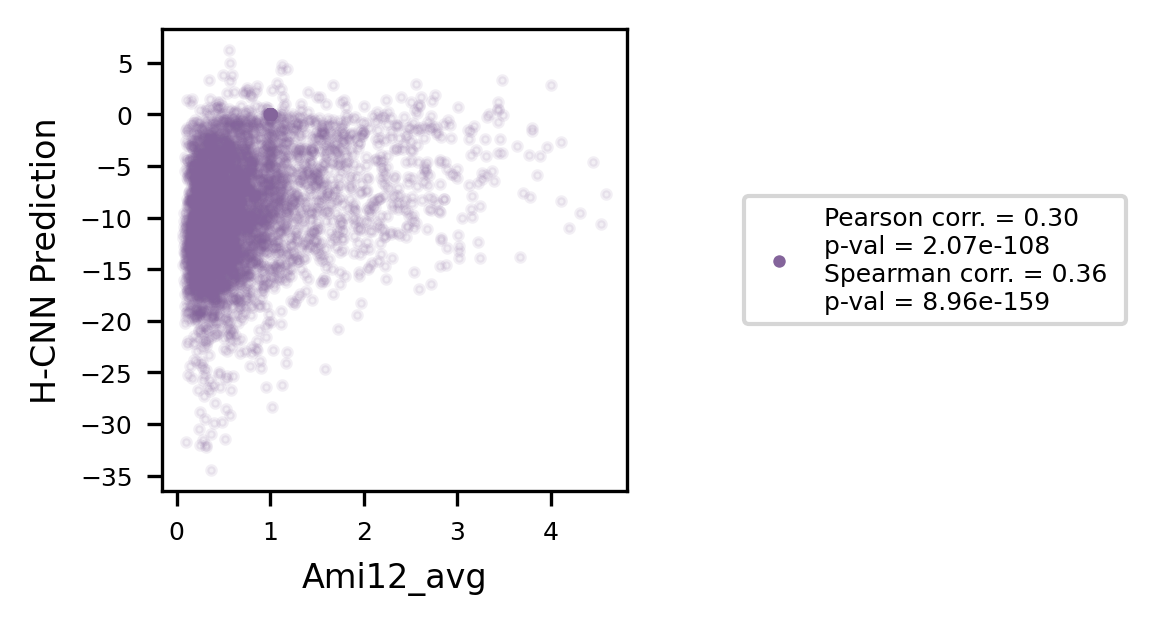 5
0
−5
−10
−15
−20
−25
−30
−35
H-CNN Prediction
0 1 2 3 4
Ami12_avg
Pearson corr. = 0.30
p-val = 2.07e-108
Spearman corr. = 0.36
p-val = 8.96e-159